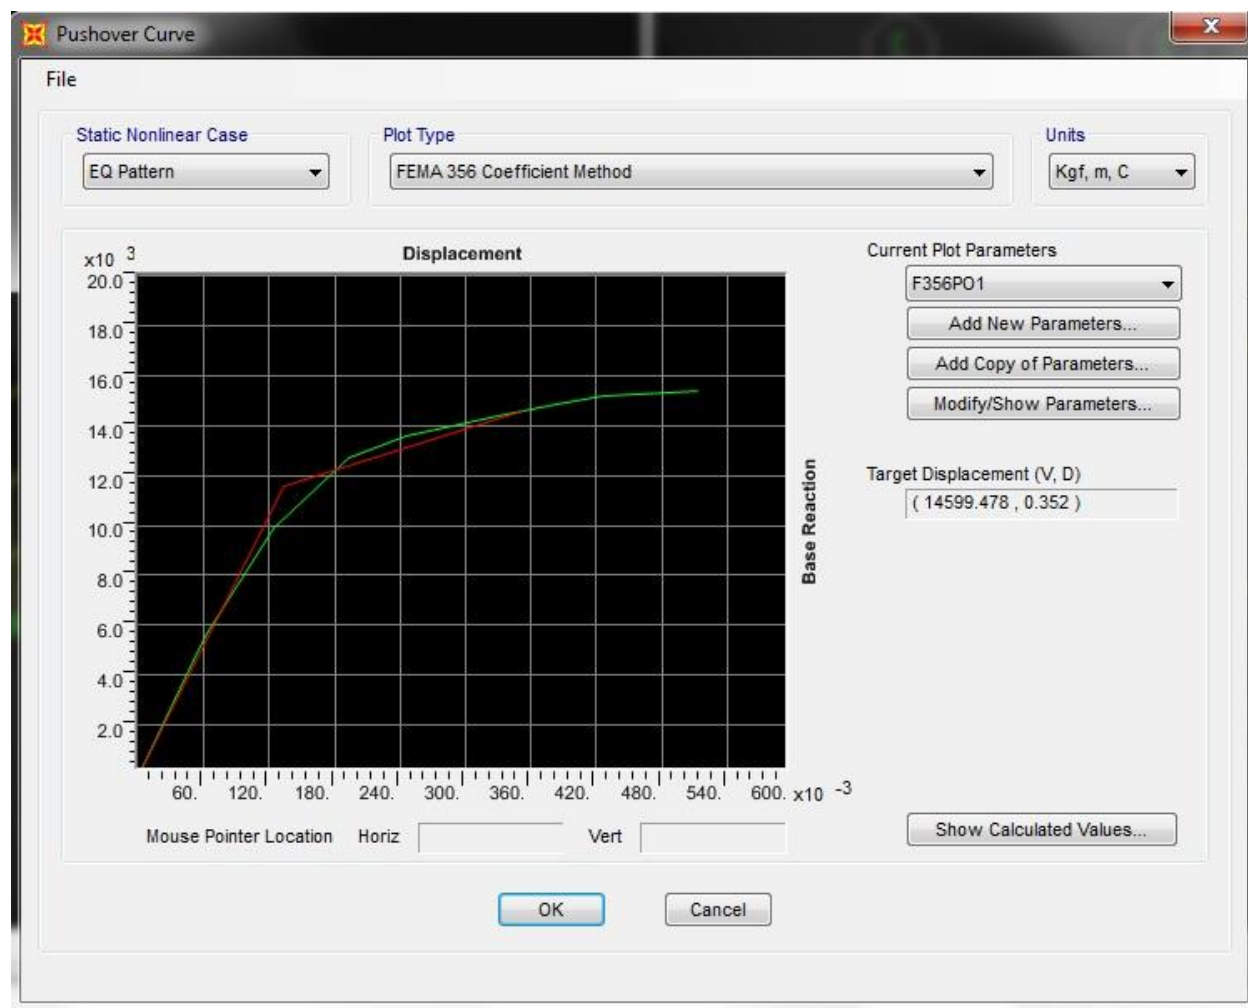 Pushover Curve
File
Static Nonlinear Case
Plot Type
Units
EQ Pattern
FEMA 356 Coefficient Method
Kgf, m, C
x10 3
Displacement
Current Plot Parameters
F356PO1
20.0
18.0
16.0
14.0
12.0
10.0
8.0
6.0
4.0
2.0
Add New Parameters...
Add Copy of Parameters...
Modify/Show Parameters...
Base Reaction
Target Displacement (V, D)
( 14599.478 , 0.352 )
60. 120. 180. 240. 300. 360. 420. 480. 540. 600. x10 -3
Mouse Pointer Location Horiz Vert
Show Calculated Values...
OK
Cancel